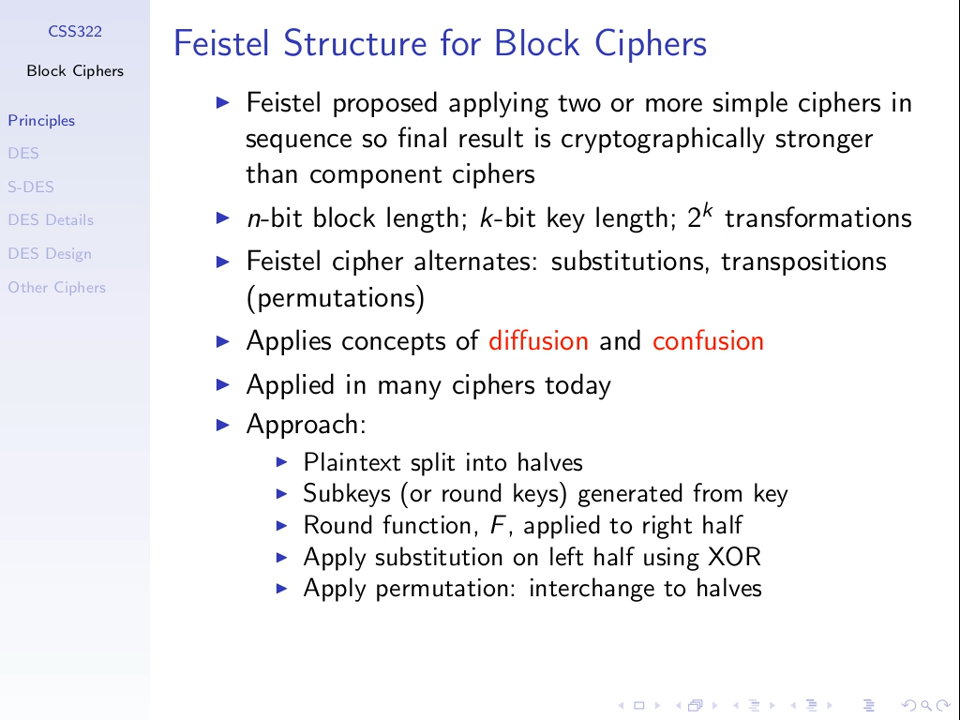 CSS322
Block Ciphers
Principles
DES
S-DES
DES Details
DES Design
Other Ciphers
Feistel Structure for Block Ciphers
Feistel proposed applying two or more simple ciphers in
sequence so final result is cryptographically stronger
than component ciphers
n-bit block length; k-bit key length; 2^k transformations
Feistel cipher alternates: substitutions, transpositions
(permutations)
Applies concepts of diffusion and confusion
Applied in many ciphers today
Approach:
Plaintext split into halves
Subkeys (or round keys) generated from key
Round function, F, applied to right half
Apply substitution on left half using XOR
Apply permutation: interchange to halves